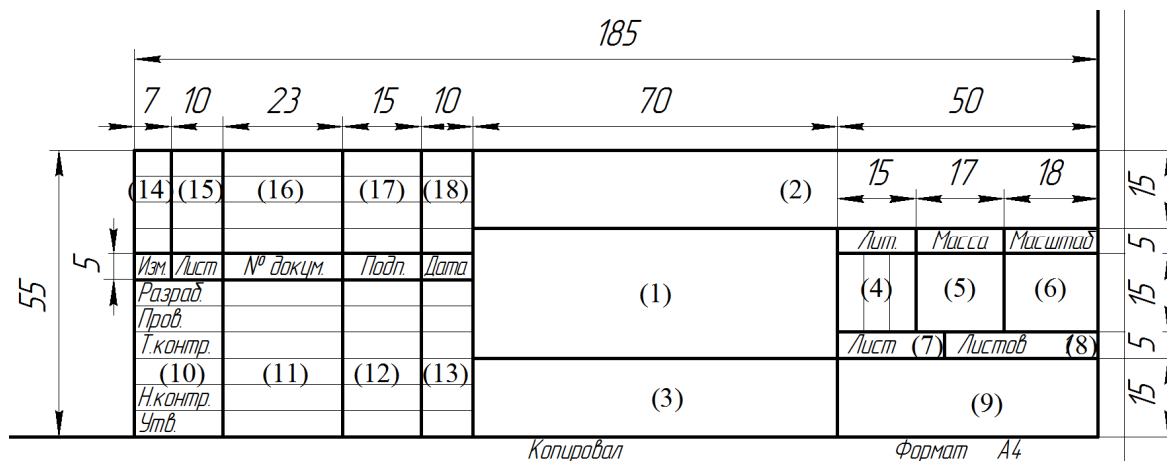 185
7 10 23 15 10 70 50
(14) (15) (16) (17) (18) (2) 15 17 18 15
Лит. Масса Масштаб 5
5 Изм. Лист № докум. Подп. Дата
55 Разраб. (1) (4) (5) (6) 15
Пров.
Т.контр. Лист (7) Листов 1 (8) 5
(10) (11) (12) (13)
Н.контр. (3) (9) 15
Утв.
Копировал Формат А4